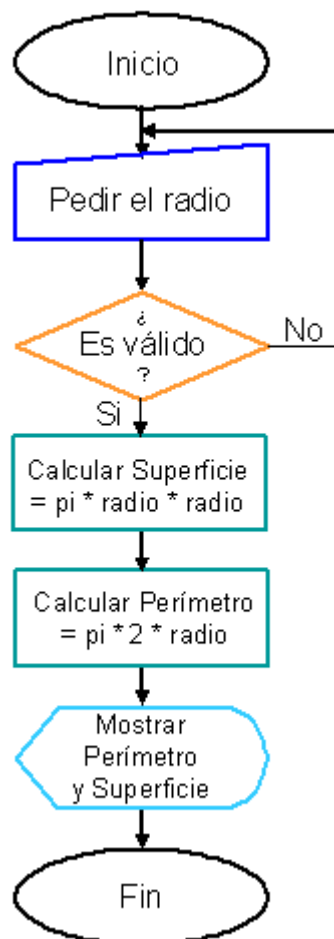 Inicio
Pedir el radio
¿
Es válido
?
No
Si
Calcular Superficie
= pi * radio * radio
Calcular Perímetro
= pi * 2 * radio
Mostrar
Perímetro
y Superficie
Fin